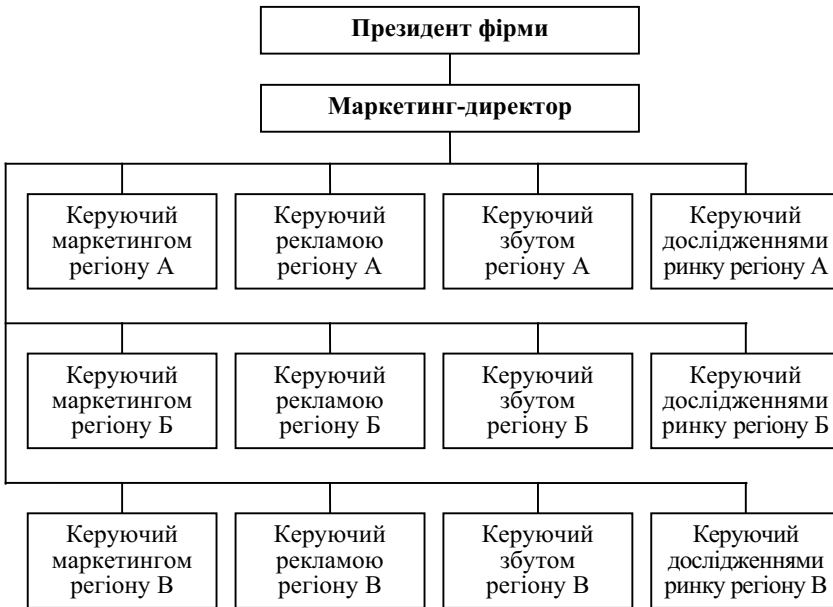 Президент фірми
Маркетинг-директор
Керуючий
маркетингом
регіону А
Керуючий
рекламою
регіону А
Керуючий
збутом
регіону А
Керуючий
дослідженнями
ринку регіону А
Керуючий
маркетингом
регіону Б
Керуючий
рекламою
регіону Б
Керуючий
збутом
регіону Б
Керуючий
дослідженнями
ринку регіону Б
Керуючий
маркетингом
регіону В
Керуючий
рекламою
регіону В
Керуючий
збутом
регіону В
Керуючий
дослідженнями
ринку регіону В